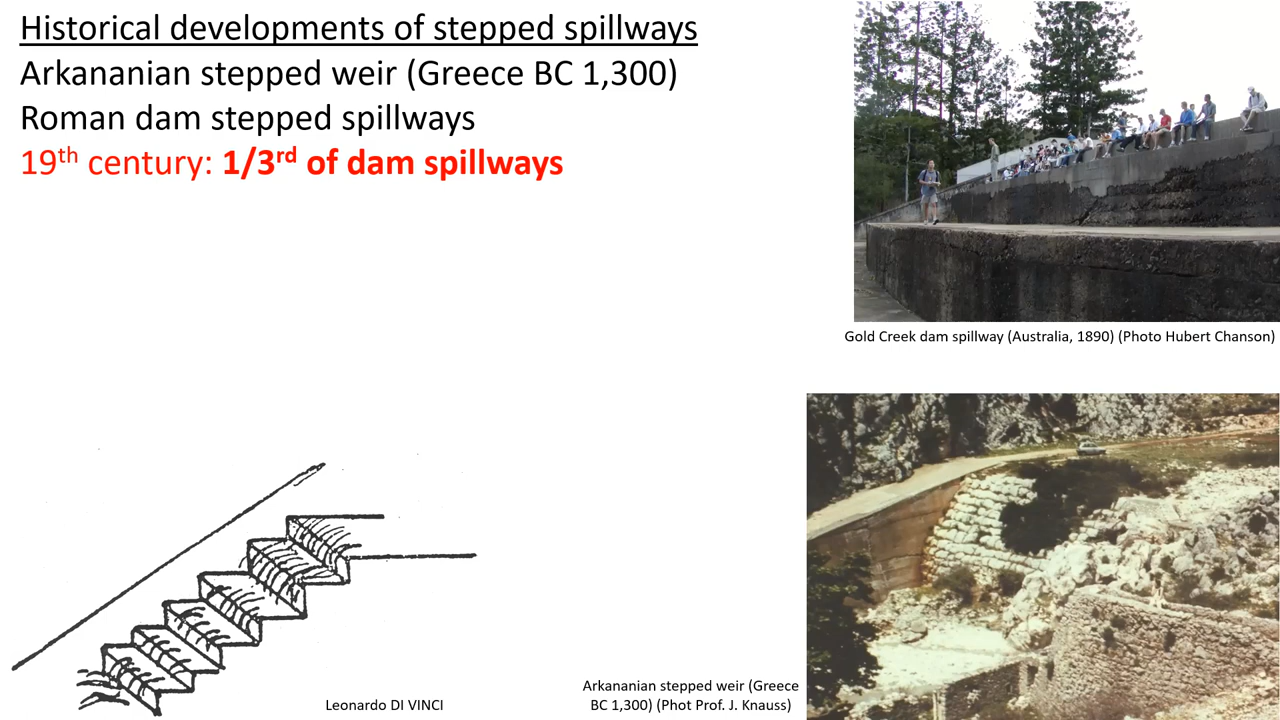 Historical developments of stepped spillways
Arkananian stepped weir (Greece BC 1,300)
Roman dam stepped spillways
19th century: 1/3rd of dam spillways
Gold Creek dam spillway (Australia, 1890) (Photo Hubert Chanson)
Leonardo DI VINCI
Arkananian stepped weir (Greece
BC 1,300) (Phot Prof. J. Knauss)